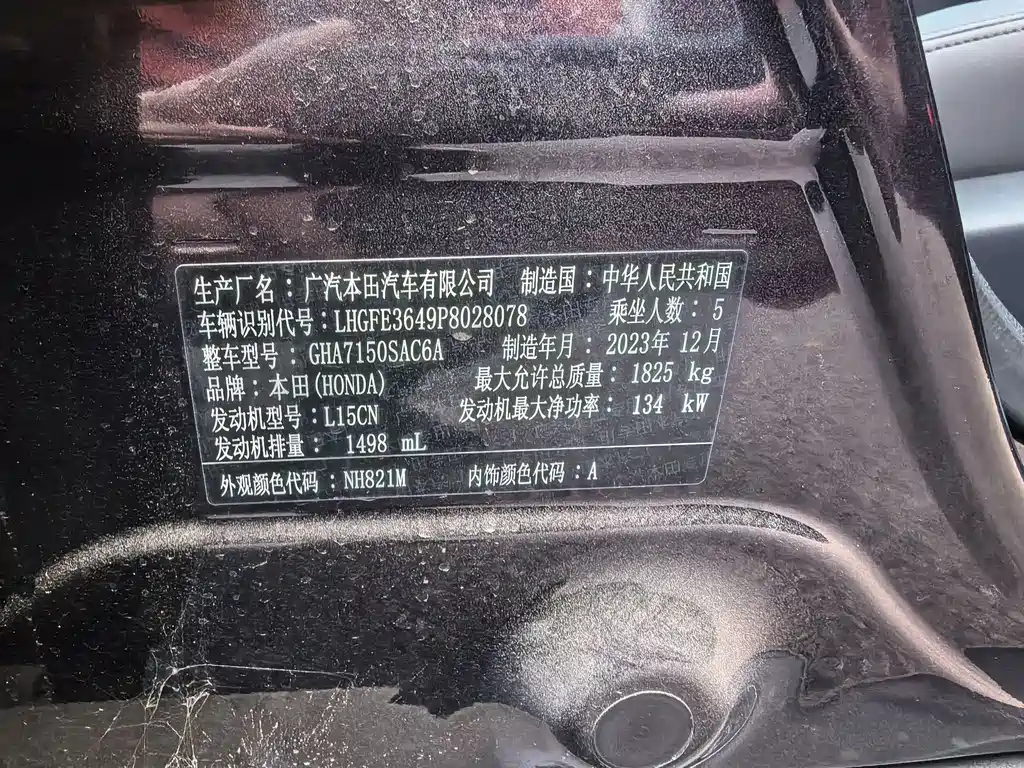 生产厂名：广汽本田汽车有限公司 制造国：中华人民共和国
车辆识别代号：LHGFE3649P8028078 乘坐人数：5
整车型号：GHA7150SAC6A 制造年月：2023年12月
品牌：本田(HONDA) 最大允许总质量：1825 kg
发动机型号：L15CN 发动机最大净功率：134 kW
发动机排量：1498 mL
外观颜色代码：NH821M 内饰颜色代码：A